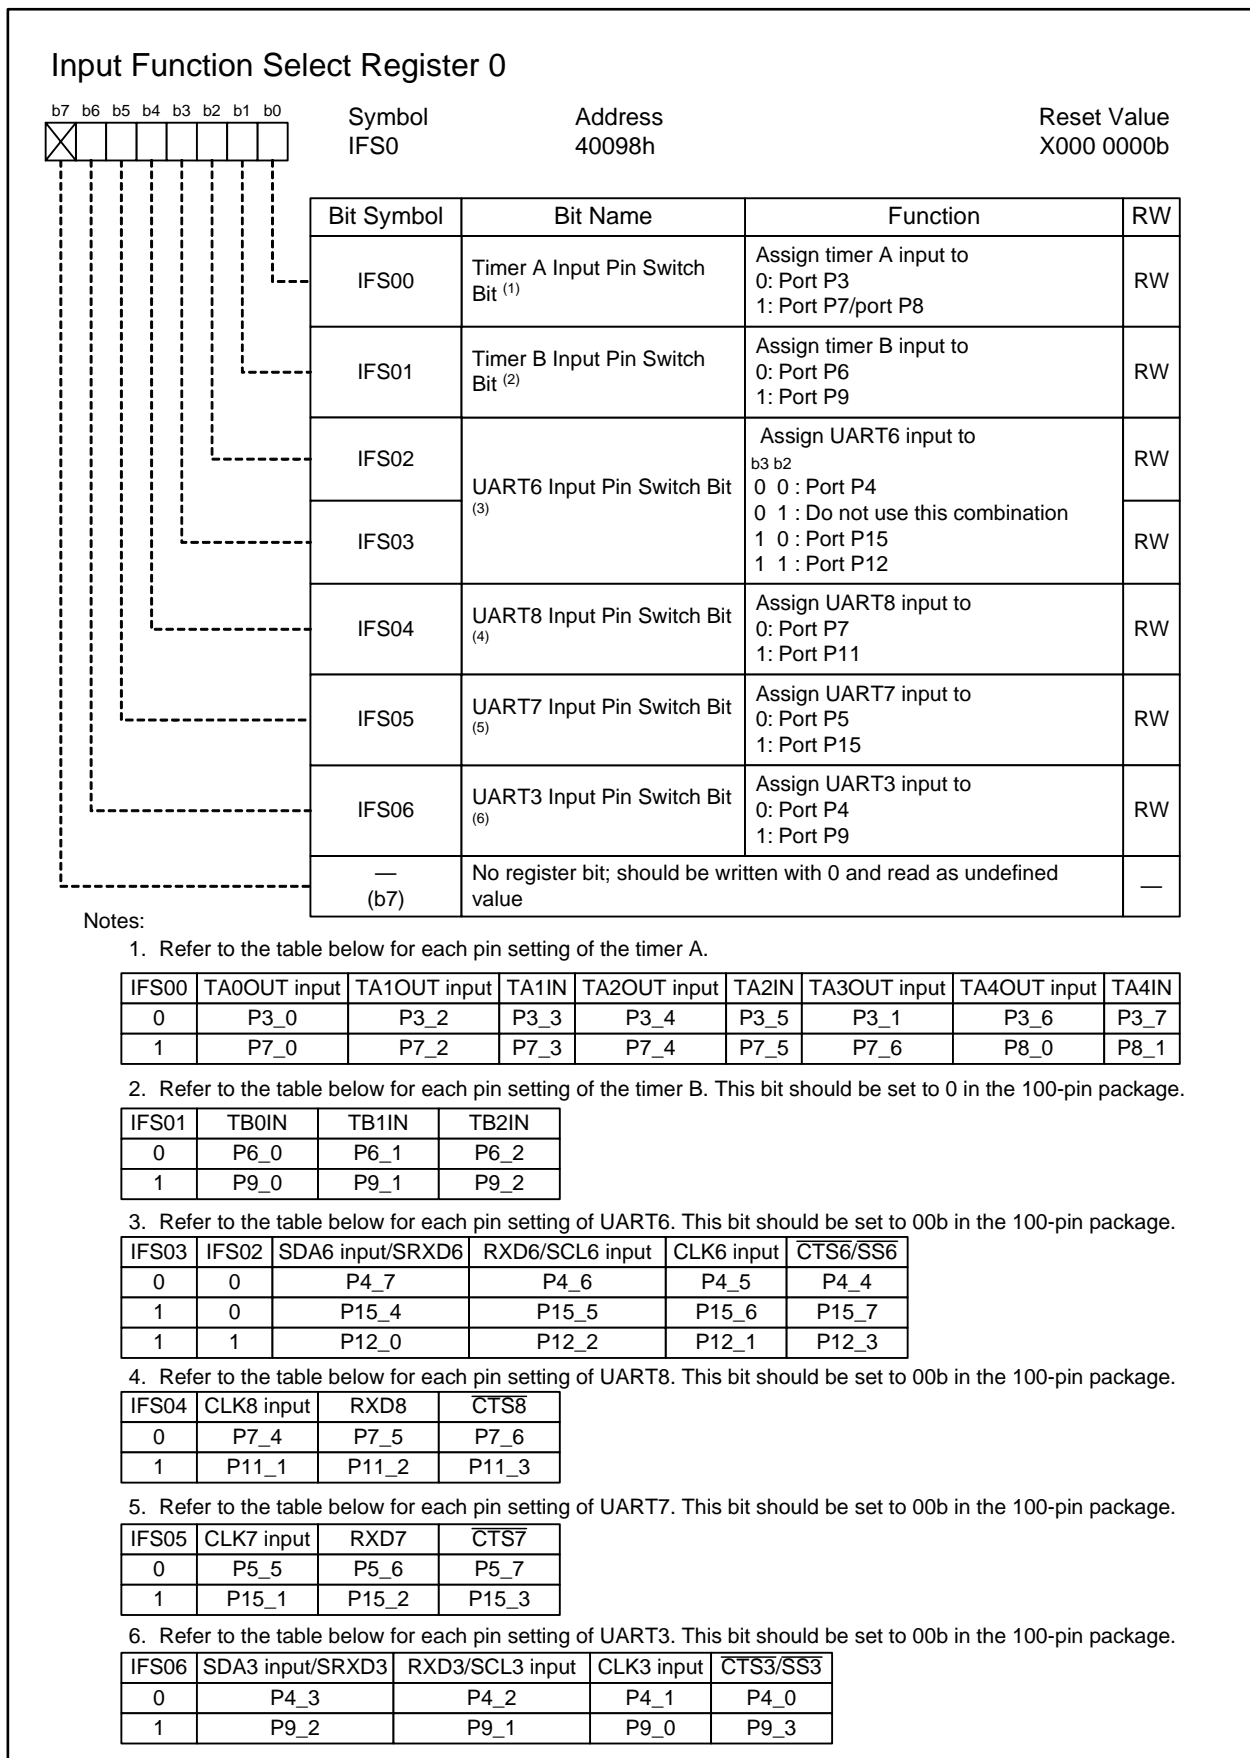 Input Function Select Register 0
b7 b6 b5 b4 b3 b2 b1 b0
Symbol Address Reset Value
IFS0 40098h X000 0000b
Bit Symbol Bit Name Function RW
IFS00 Timer A Input Pin Switch Bit (1) Assign timer A input to RW
0: Port P3
1: Port P7/port P8
IFS01 Timer B Input Pin Switch Bit (2) Assign timer B input to RW
0: Port P6
1: Port P9
IFS02 UART6 Input Pin Switch Bit (3) Assign UART6 input to RW
b3 b2
0 0 : Port P4
0 1 : Do not use this combination
IFS03 1 0 : Port P15 RW
1 1 : Port P12
IFS04 UART8 Input Pin Switch Bit (4) Assign UART8 input to RW
0: Port P7
1: Port P11
IFS05 UART7 Input Pin Switch Bit (5) Assign UART7 input to RW
0: Port P5
1: Port P15
IFS06 UART3 Input Pin Switch Bit (6) Assign UART3 input to RW
0: Port P4
1: Port P9
— (b7) No register bit; should be written with 0 and read as undefined value —
Notes:
1. Refer to the table below for each pin setting of the timer A.
IFS00 TA0OUT input TA1OUT input TA1IN TA2OUT input TA2IN TA3OUT input TA4OUT input TA4IN
0 P3_0 P3_2 P3_3 P3_4 P3_5 P3_1 P3_6 P3_7
1 P7_0 P7_2 P7_3 P7_4 P7_5 P7_6 P8_0 P8_1
2. Refer to the table below for each pin setting of the timer B. This bit should be set to 0 in the 100-pin package.
IFS01 TB0IN TB1IN TB2IN
0 P6_0 P6_1 P6_2
1 P9_0 P9_1 P9_2
3. Refer to the table below for each pin setting of UART6. This bit should be set to 00b in the 100-pin package.
IFS03 IFS02 SDA6 input/SRXD6 RXD6/SCL6 input CLK6 input CTS6/SS6
0 0 P4_7 P4_6 P4_5 P4_4
1 0 P15_4 P15_5 P15_6 P15_7
1 1 P12_0 P12_2 P12_1 P12_3
4. Refer to the table below for each pin setting of UART8. This bit should be set to 00b in the 100-pin package.
IFS04 CLK8 input RXD8 CTS8
0 P7_4 P7_5 P7_6
1 P11_1 P11_2 P11_3
5. Refer to the table below for each pin setting of UART7. This bit should be set to 00b in the 100-pin package.
IFS05 CLK7 input RXD7 CTS7
0 P5_5 P5_6 P5_7
1 P15_1 P15_2 P15_3
6. Refer to the table below for each pin setting of UART3. This bit should be set to 00b in the 100-pin package.
IFS06 SDA3 input/SRXD3 RXD3/SCL3 input CLK3 input CTS3/SS3
0 P4_3 P4_2 P4_1 P4_0
1 P9_2 P9_1 P9_0 P9_3